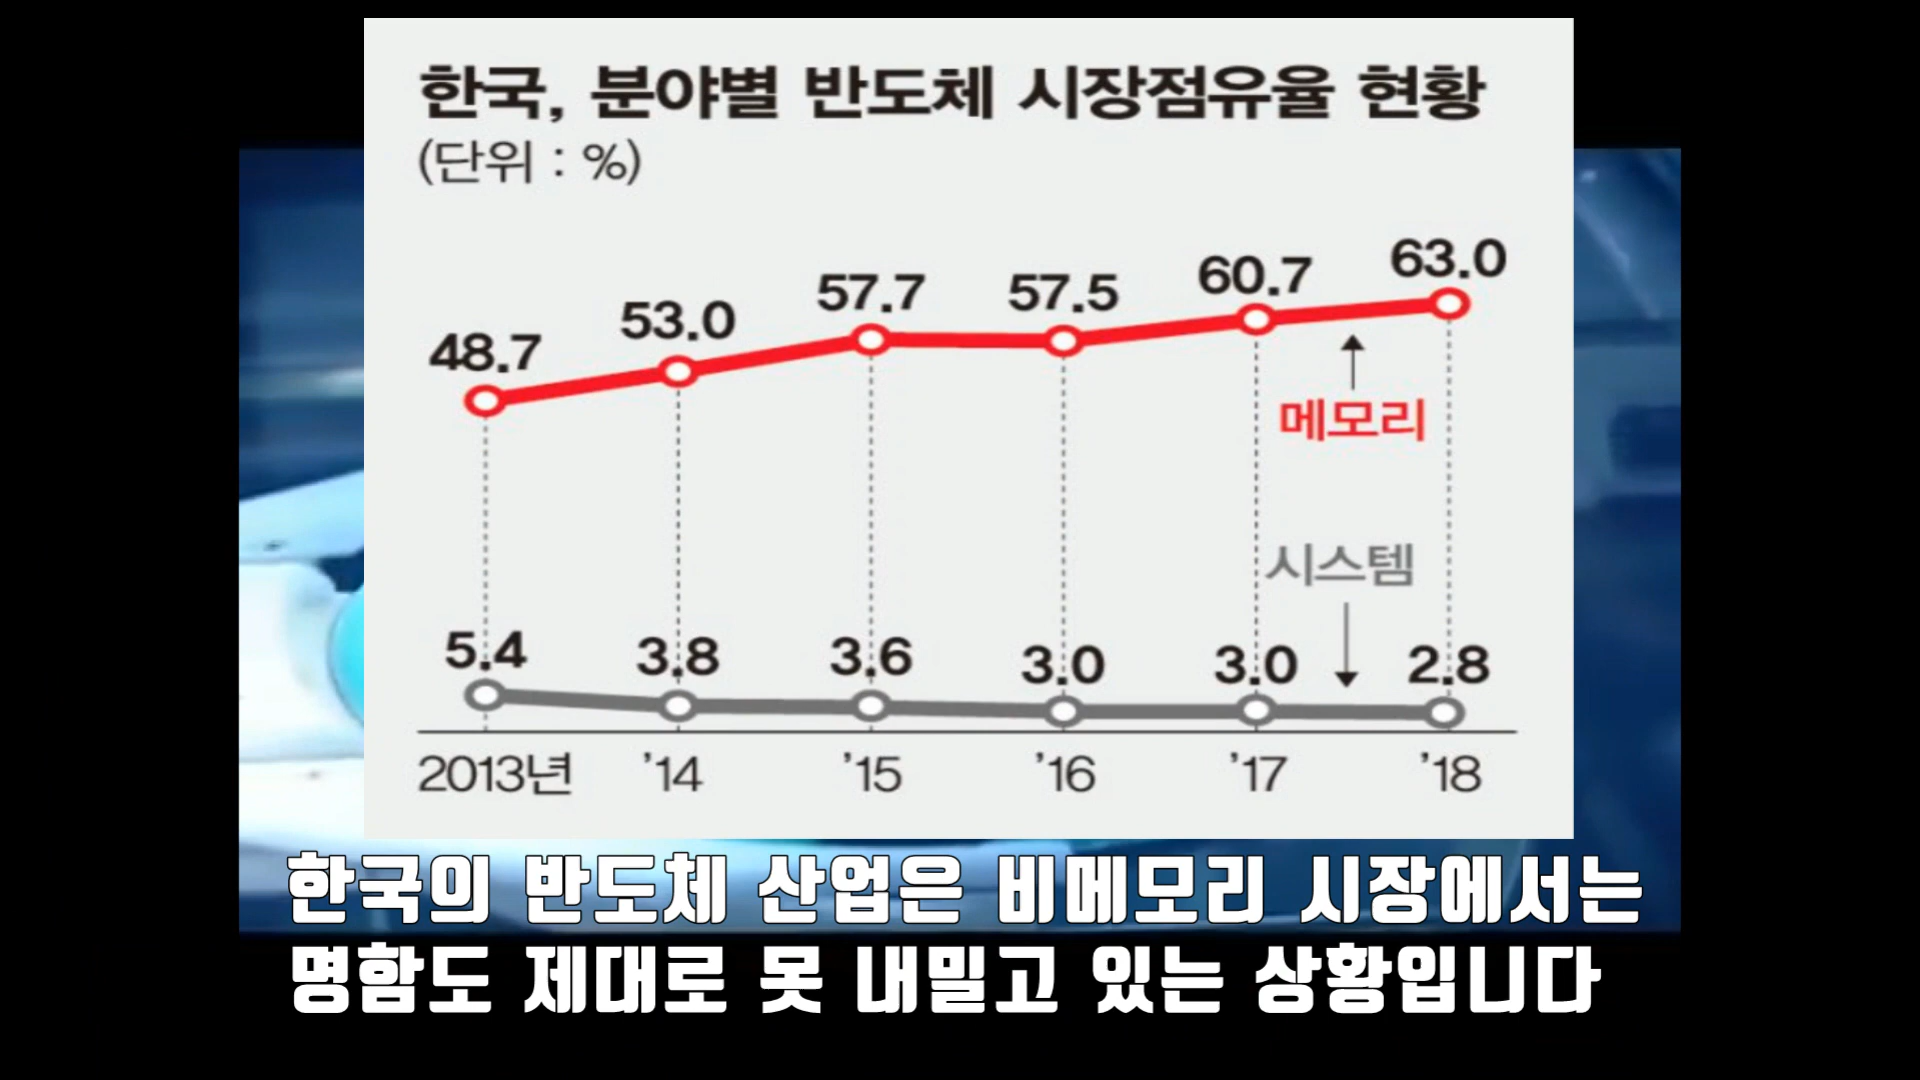 한국, 분야별 반도체 시장점유율 현황
(단위 : %)
48.7 53.0 57.7 57.5 60.7 63.0
메모리
시스템
5.4 3.8 3.6 3.0 3.0 2.8
2013년 ’14 ’15 ’16 ’17 ’18
한국의 반도체 산업은 비메모리 시장에서는
명함도 제대로 못 내밀고 있는 상황입니다